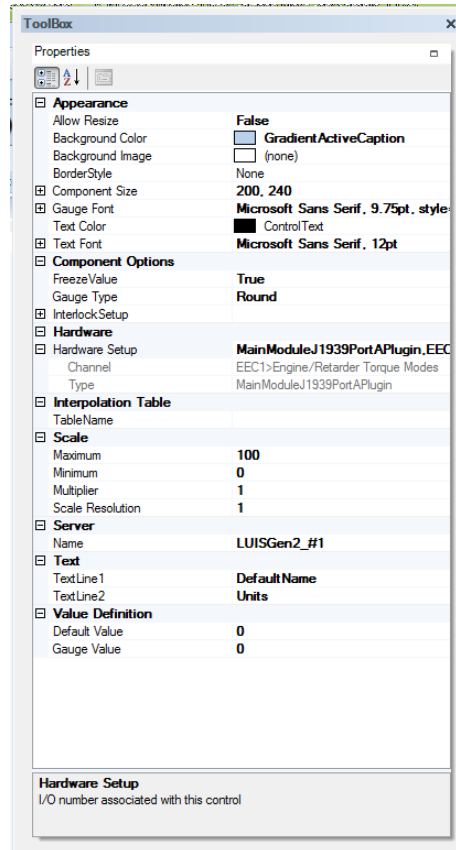 ToolBox
Properties
Appearance
Allow Resize False
Background Color GradientActiveCaption
Background Image (none)
BorderStyle None
Component Size 200, 240
Gauge Font Microsoft Sans Serif, 9.75pt, style=
Text Color ControlText
Text Font Microsoft Sans Serif, 12pt
Component Options
FreezeValue True
Gauge Type Round
InterlockSetup
Hardware
Hardware Setup MainModuleJ1939PortAPlugin,EEC
Channel EEC1>Engine/Retarder Torque Modes
Type MainModuleJ1939PortAPlugin
Interpolation Table
TableName
Scale
Maximum 100
Minimum 0
Multiplier 1
Scale Resolution 1
Server
Name LUISGen2_#1
Text
TextLine1 DefaultName
TextLine2 Units
Value Definition
Default Value 0
Gauge Value 0
Hardware Setup
I/O number associated with this control